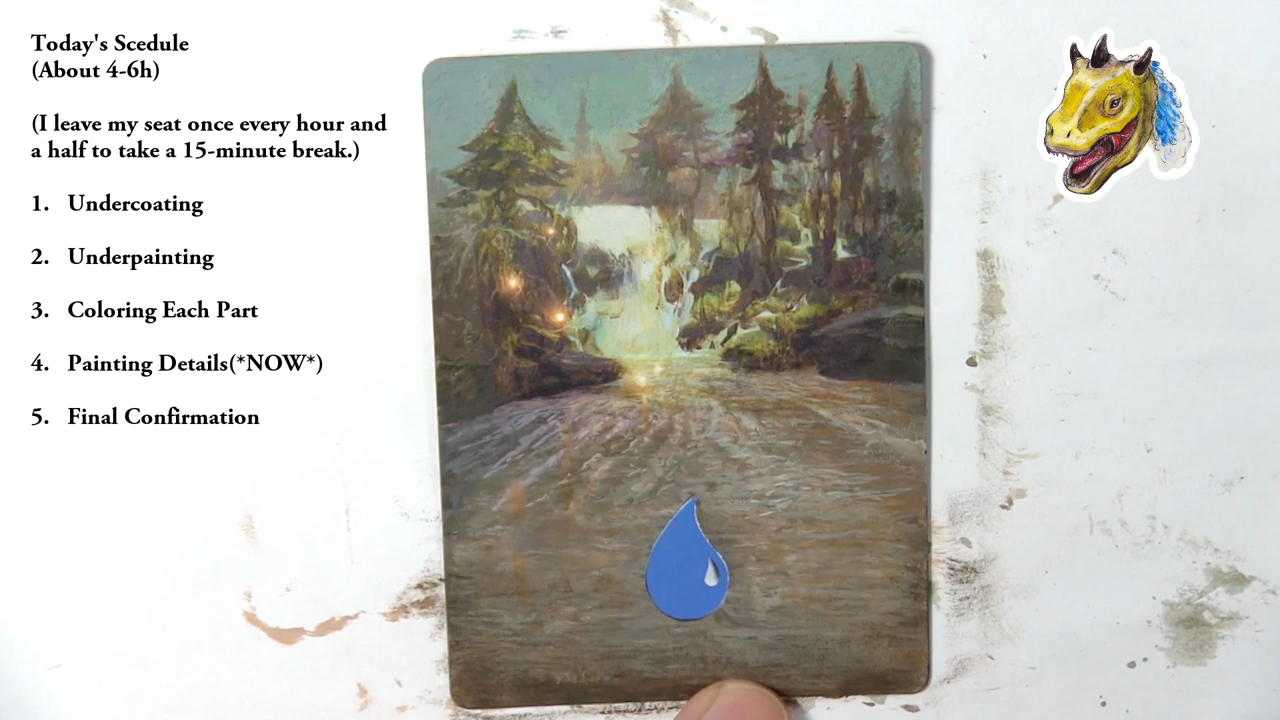 Today's Scedule
(About 4-6h)
(I leave my seat once every hour and
a half to take a 15-minute break.)
1. Undercoating
2. Underpainting
3. Coloring Each Part
4. Painting Details(*NOW*)
5. Final Confirmation